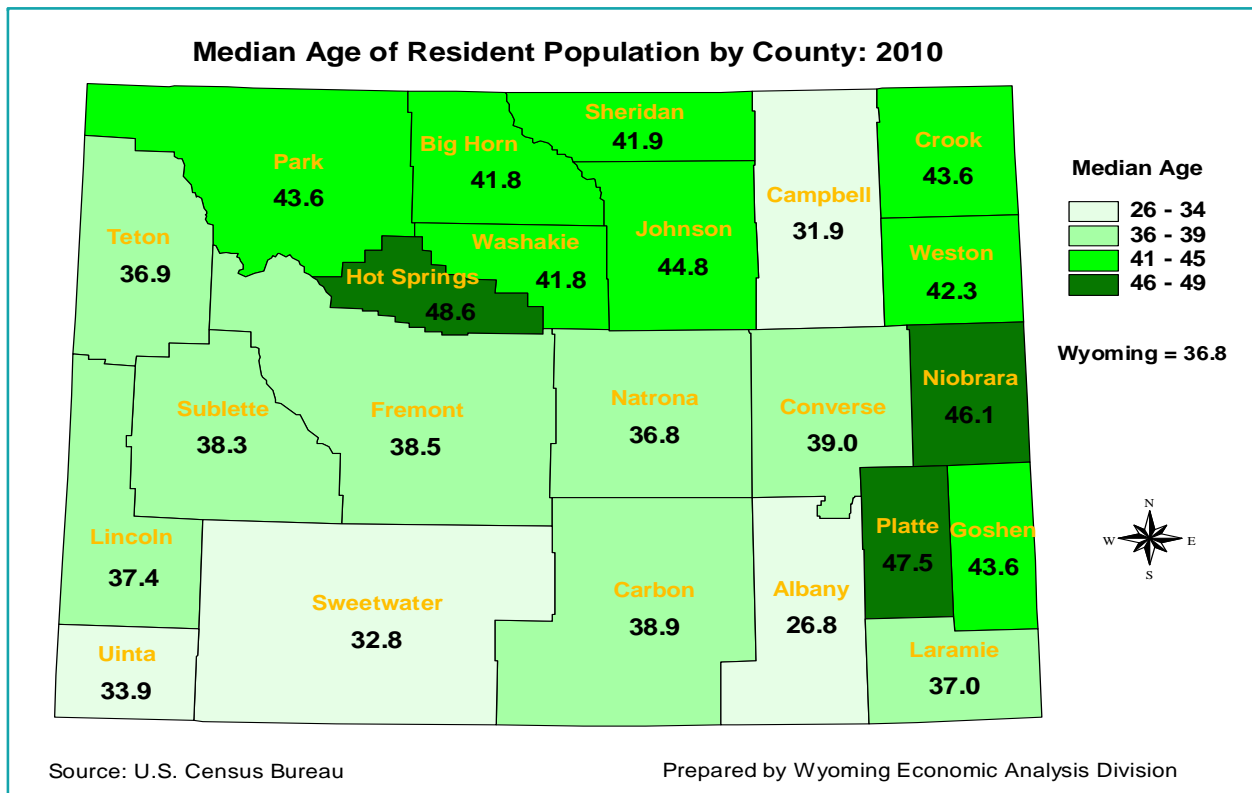 Median Age of Resident Population by County: 2010
Sheridan
41.9
Big Horn
41.8
Crook
43.6
Park
43.6
Campbell
31.9
Teton
36.9
Washakie
41.8
Johnson
44.8
Weston
42.3
Hot Springs
48.6
Niobrara
46.1
Sublette
38.3
Fremont
38.5
Natrona
36.8
Converse
39.0
Lincoln
37.4
Platte
47.5
Goshen
43.6
Sweetwater
32.8
Carbon
38.9
Albany
26.8
Uinta
33.9
Laramie
37.0
Median Age
26 - 34
36 - 39
41 - 45
46 - 49
Wyoming = 36.8
N
W E
S
Source: U.S. Census Bureau
Prepared by Wyoming Economic Analysis Division